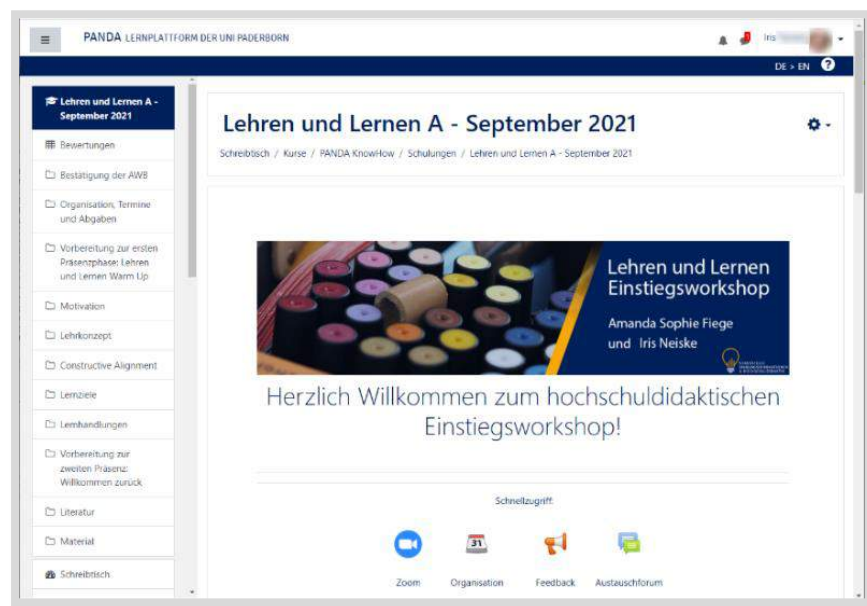 PANDA LERNPLATTFORM DER UNI PADERBORN
Iris
DE > EN ?
Lehren und Lernen A -
September 2021
Bewertungen
Bestätigung der AWB
Organisation, Termine
und Abgaben
Vorbereitung zur ersten
Präsenzphase: Lehren
und Lernen Warm Up
Motivation
Lehrkonzept
Constructive Alignment
Lernziele
Lernhandlungen
Vorbereitung zur
zweiten Präsenz:
Willkommen zurück
Literatur
Material
Schreibtisch
Lehren und Lernen A - September 2021
Schreibtisch / Kurse / PANDA KnowHow / Schulungen / Lehren und Lernen A - September 2021
Lehren und Lernen
Einstiegsworkshop
Amanda Sophie Fiege
und Iris Neiske
Herzlich Willkommen zum hochschuldidaktischen
Einstiegsworkshop!
Schnellzugriff:
31
Zoom Organisation Feedback Austauschforum